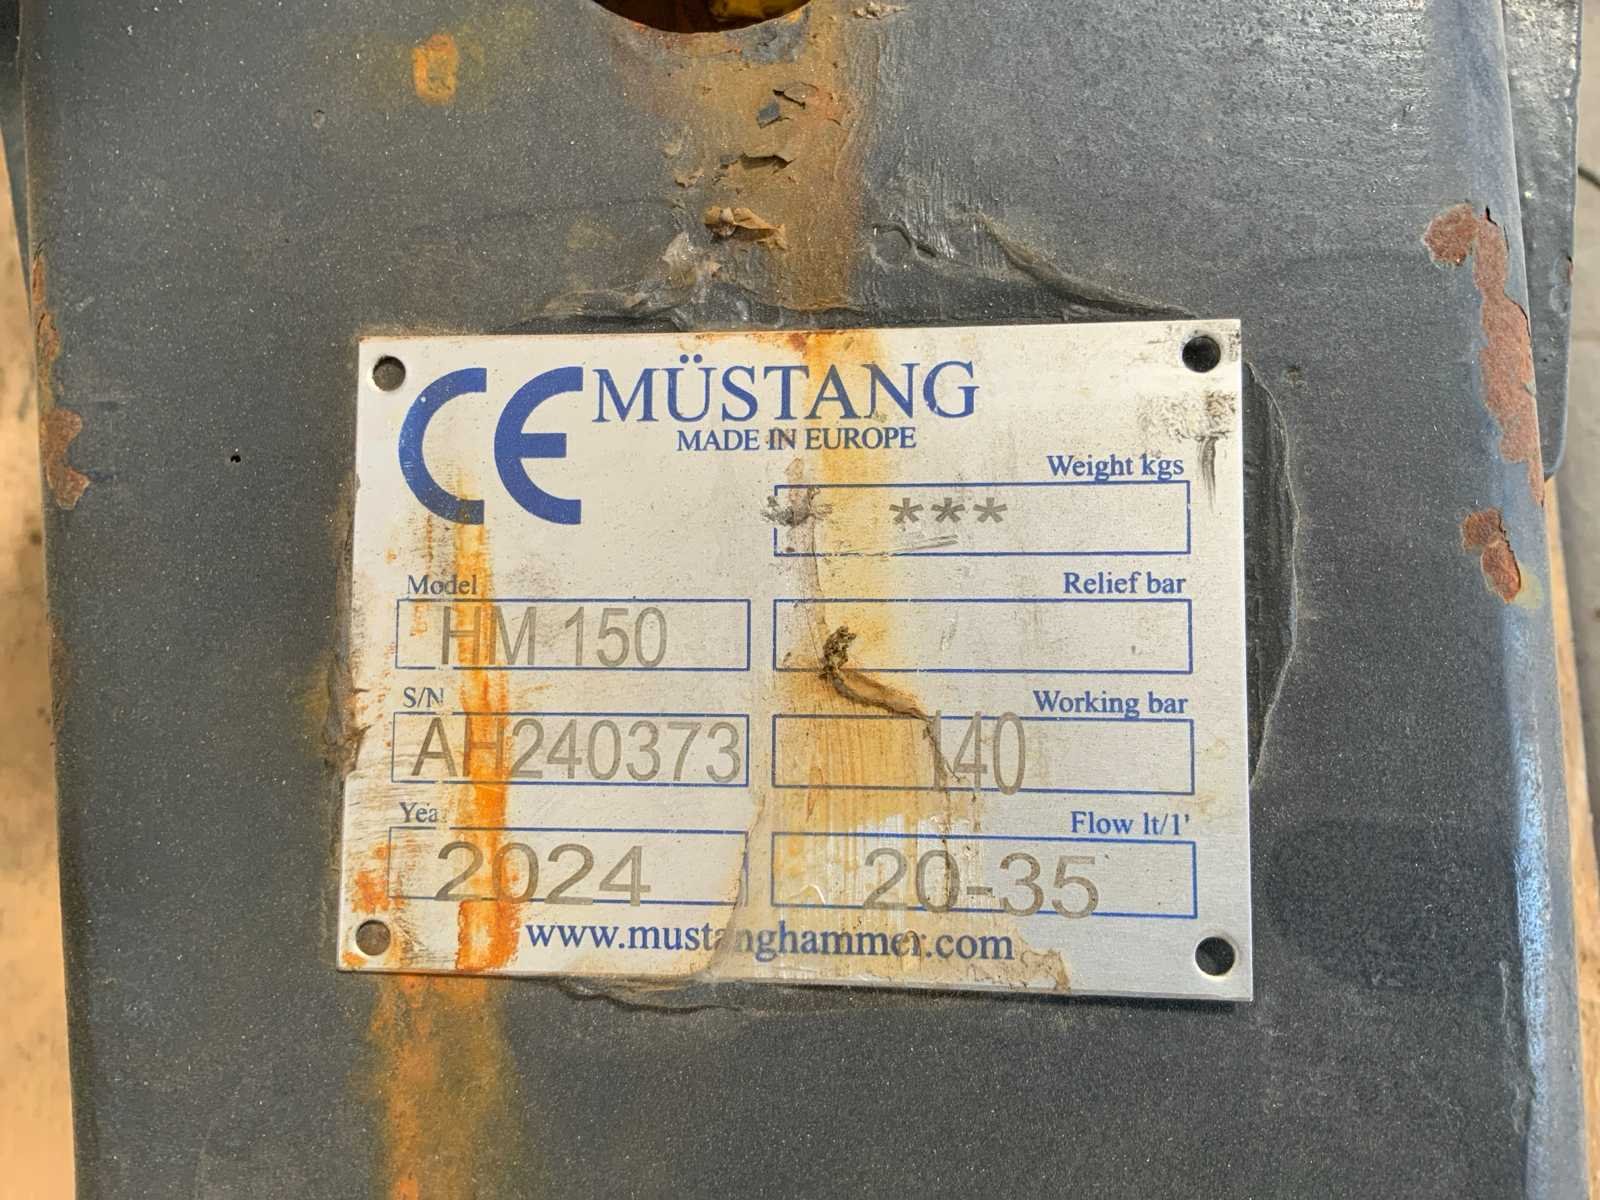 CE MÜSTANG
MADE IN EUROPE
Weight kgs
***
Model
HM 150
Relief bar
S/N
AH240373
Working bar
140
Yea
2024
Flow lt/1'
20-35
www.mustanghammer.com